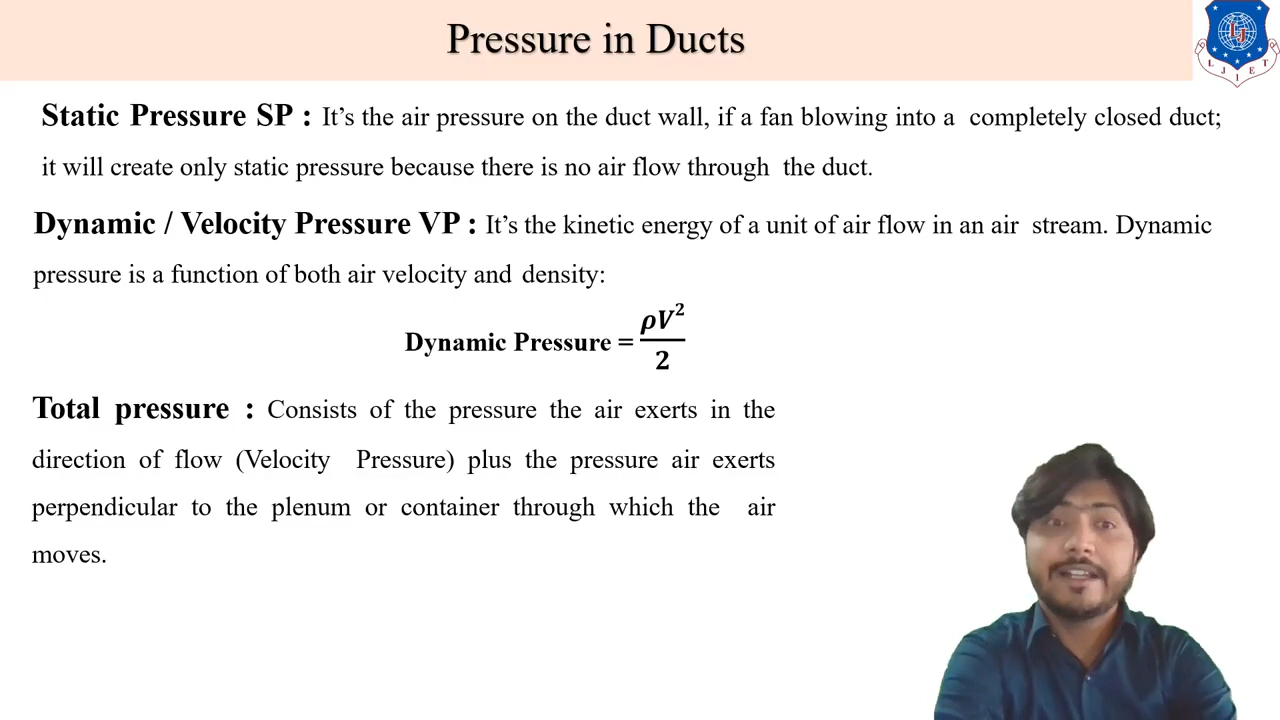 Pressure in Ducts
L J I E T
Static Pressure SP : It’s the air pressure on the duct wall, if a fan blowing into a completely closed duct;
it will create only static pressure because there is no air flow through the duct.
Dynamic / Velocity Pressure VP : It’s the kinetic energy of a unit of air flow in an air stream. Dynamic
pressure is a function of both air velocity and density:
Dynamic Pressure = ρV²/2
Total pressure : Consists of the pressure the air exerts in the
direction of flow (Velocity Pressure) plus the pressure air exerts
perpendicular to the plenum or container through which the air
moves.